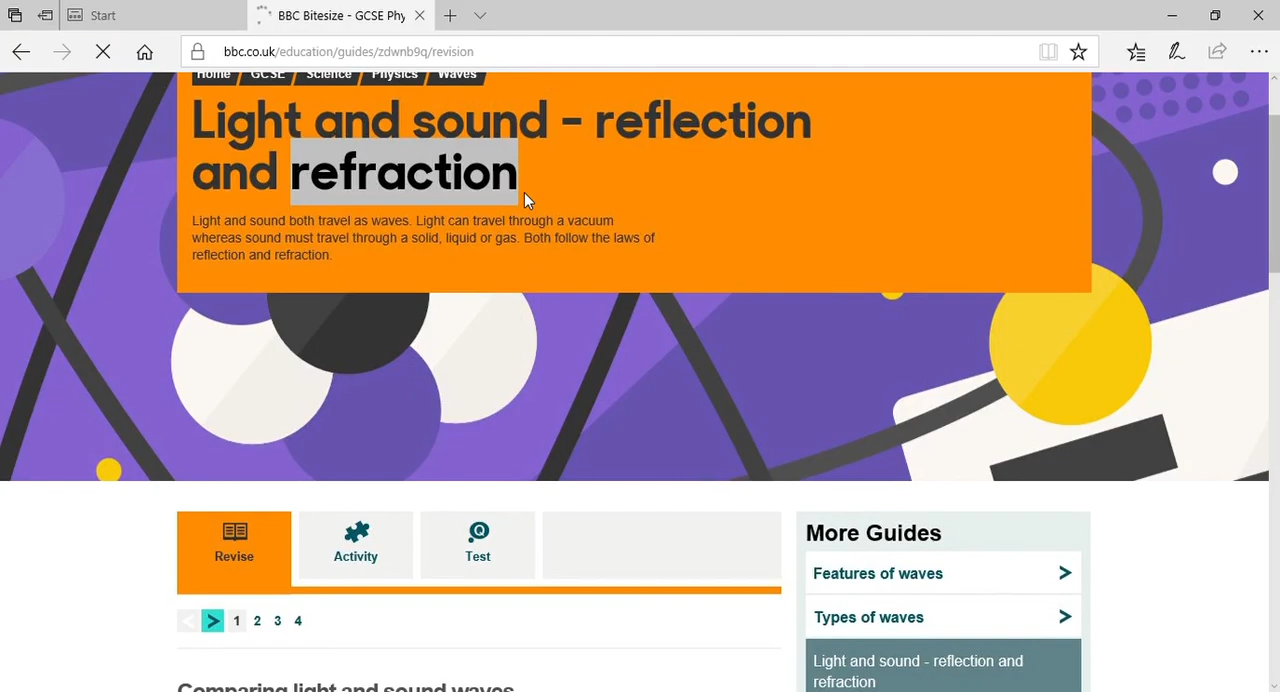 Start
BBC Bitesize - GCSE Phy
bbc.co.uk/education/guides/zdwnb9q/revision
Home GCSE Science Physics Waves
Light and sound - reflection
and refraction
Light and sound both travel as waves. Light can travel through a vacuum
whereas sound must travel through a solid, liquid or gas. Both follow the laws of
reflection and refraction.
Revise
Activity
Test
1 2 3 4
Comparing light and sound waves
More Guides
Features of waves
Types of waves
Light and sound - reflection and
refraction